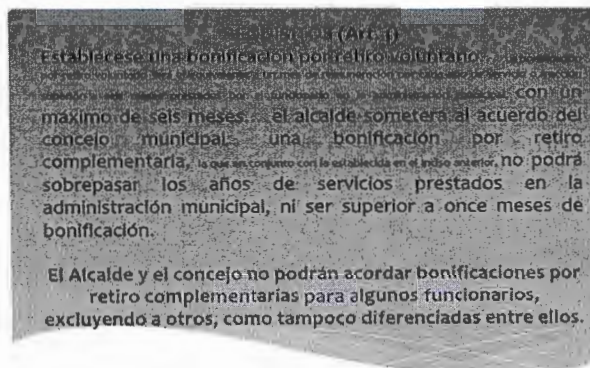 (Art. 1)
Establécese una bonificación por retiro voluntario,
con un
máximo de seis meses... el alcalde someterá al acuerdo del
concejo municipal, una bonificación por retiro
complementaria, la que en conjunto con la establecida en el inciso anterior, no podrá
sobrepasar los años de servicios prestados en la
administración municipal, ni ser superior a once meses de
bonificación.
El Alcalde y el concejo no podrán acordar bonificaciones por
retiro complementarias para algunos funcionarios,
excluyendo a otros, como tampoco diferenciadas entre ellos.